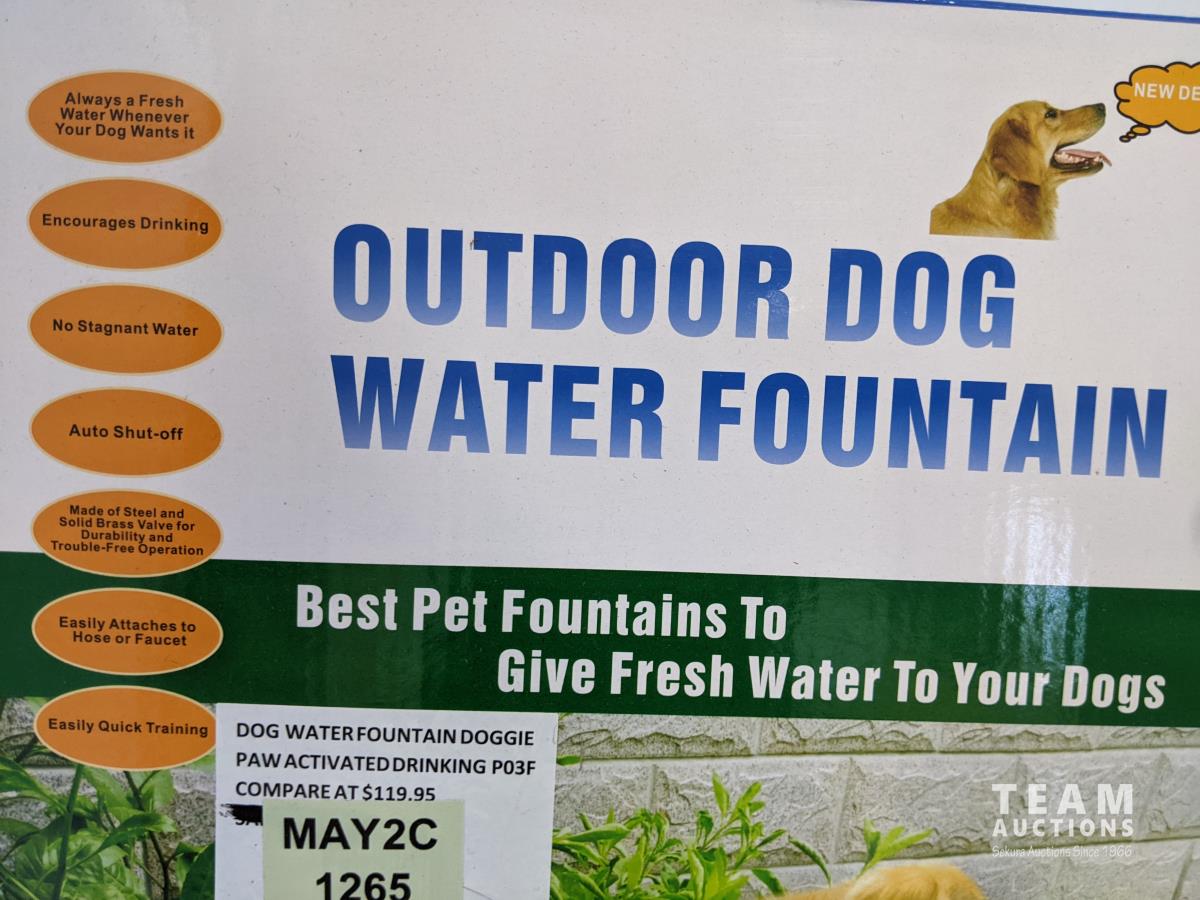 Always a Fresh
Water Whenever
Your Dog Wants it
Encourages Drinking
No Stagnant Water
Auto Shut-off
Made of Steel and
Solid Brass Valve for
Durability and
Trouble-Free Operation
Easily Attaches to
Hose or Faucet
Easily Quick Training
NEW DE
OUTDOOR DOG
WATER FOUNTAIN
Best Pet Fountains To
Give Fresh Water To Your Dogs
DOG WATER FOUNTAIN DOGGIE
PAW ACTIVATED DRINKING P03F
COMPARE AT $119.95
MAY2C
1265
TEAM
AUCTIONS
Sekura Auctions Since 1966